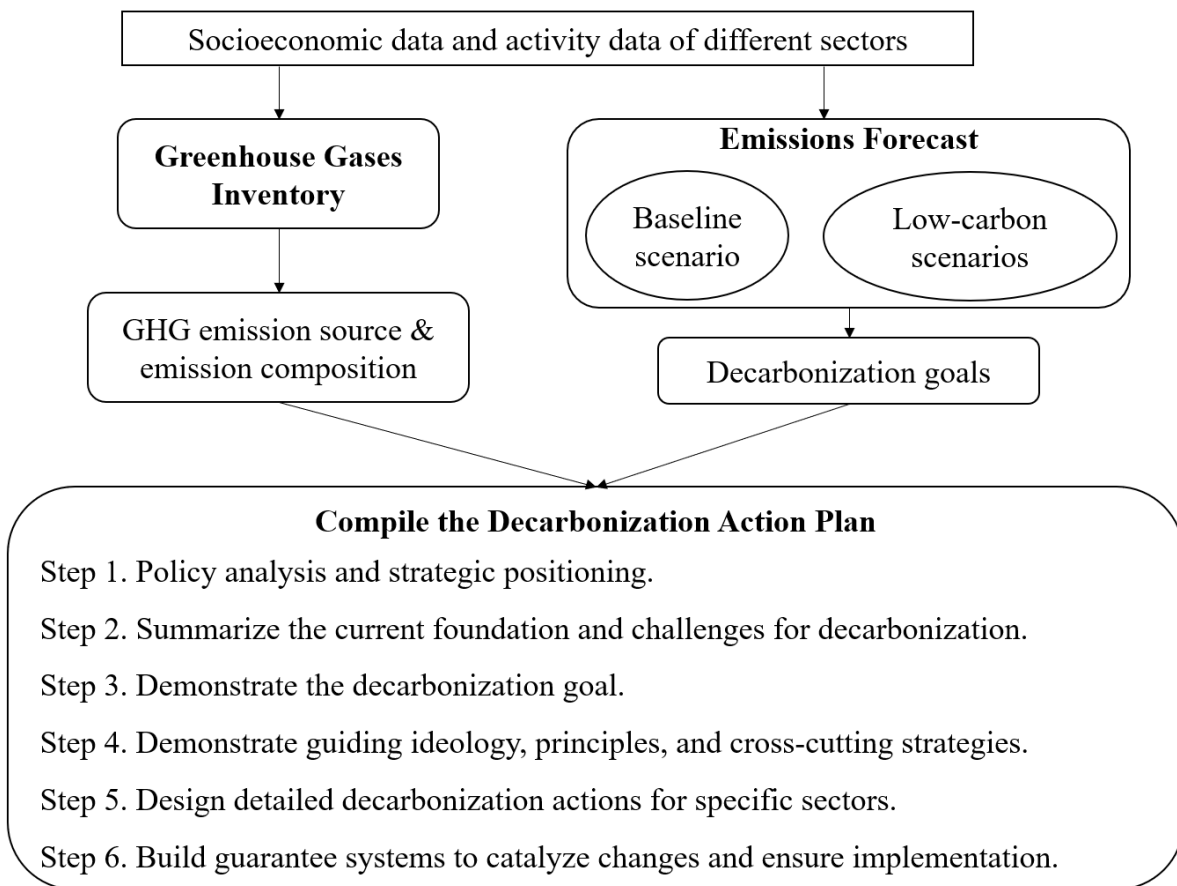 Socioeconomic data and activity data of different sectors
Greenhouse Gases
Inventory
GHG emission source &
emission composition
Emissions Forecast
Baseline
scenario
Low-carbon
scenarios
Decarbonization goals
Compile the Decarbonization Action Plan
Step 1. Policy analysis and strategic positioning.
Step 2. Summarize the current foundation and challenges for decarbonization.
Step 3. Demonstrate the decarbonization goal.
Step 4. Demonstrate guiding ideology, principles, and cross-cutting strategies.
Step 5. Design detailed decarbonization actions for specific sectors.
Step 6. Build guarantee systems to catalyze changes and ensure implementation.